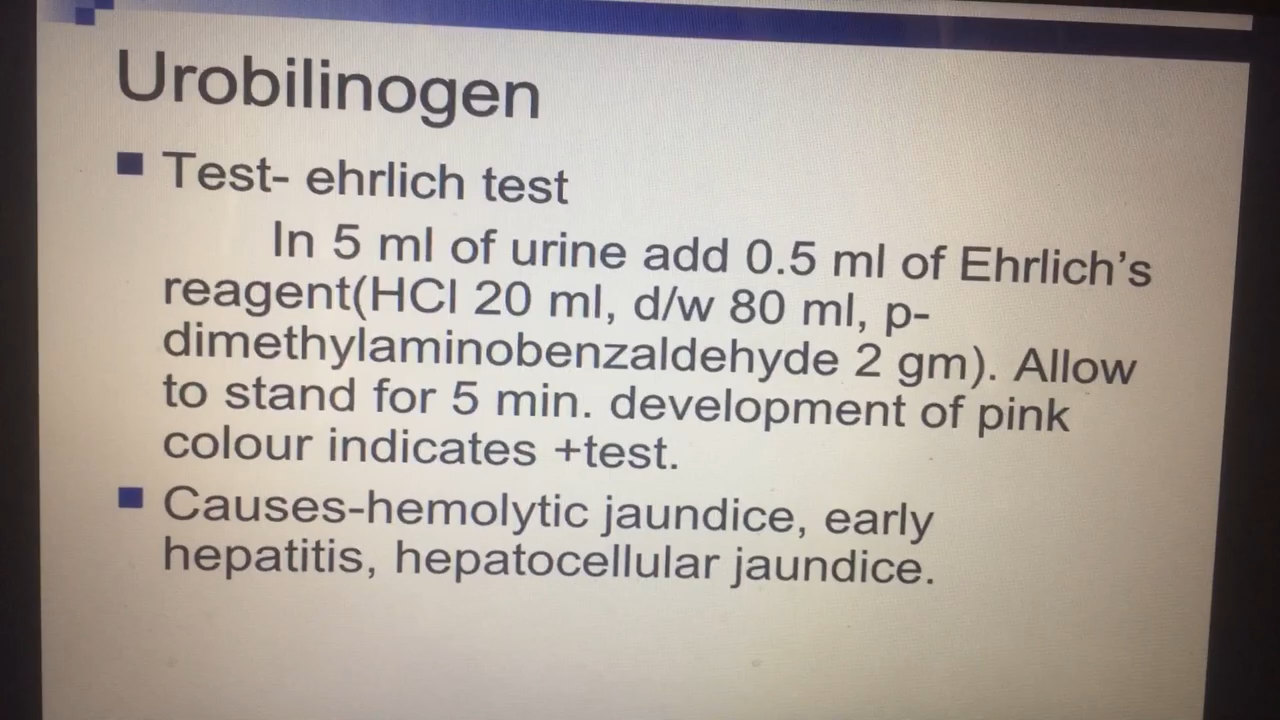 Urobilinogen
Test- ehrlich test
In 5 ml of urine add 0.5 ml of Ehrlich's
reagent(HCl 20 ml, d/w 80 ml, p-
dimethylaminobenzaldehyde 2 gm). Allow
to stand for 5 min. development of pink
colour indicates +test.
Causes-hemolytic jaundice, early
hepatitis, hepatocellular jaundice.